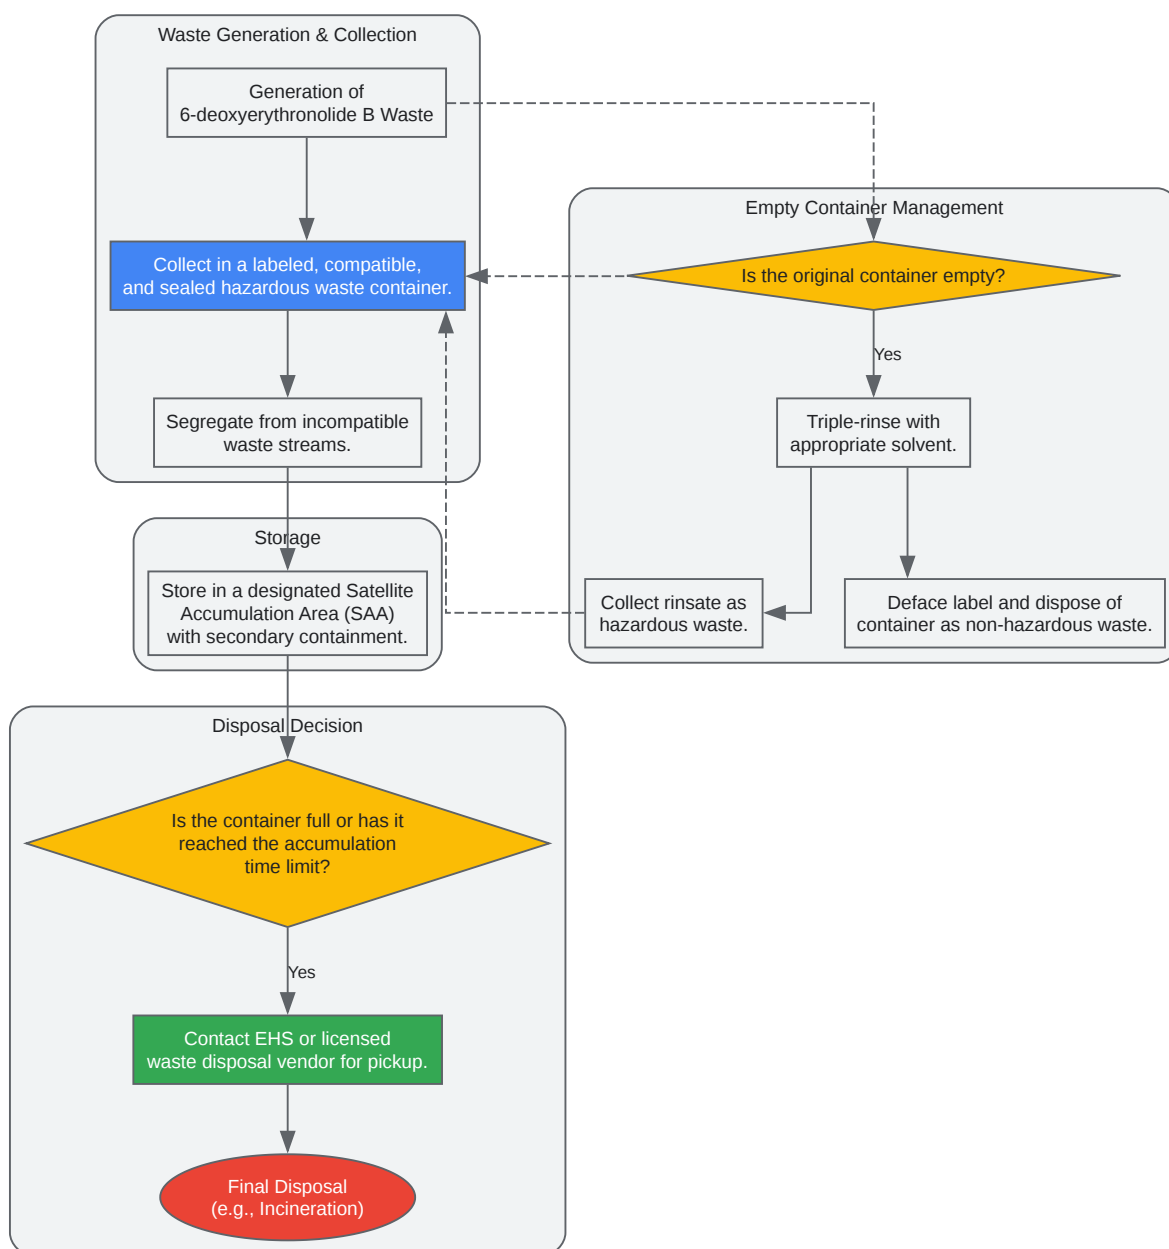 Waste Generation & Collection
Generation of
6-deoxyerythronolide B Waste
Collect in a labeled, compatible,
and sealed hazardous waste container.
Segregate from incompatible
waste streams.
Empty Container Management
Is the original container empty?
Yes
Triple-rinse with
appropriate solvent.
Collect rinsate as
hazardous waste.
Deface label and dispose of
container as non-hazardous waste.
Storage
Store in a designated Satellite
Accumulation Area (SAA)
with secondary containment.
Disposal Decision
Is the container full or has it
reached the accumulation
time limit?
Yes
Contact EHS or licensed
waste disposal vendor for pickup.
Final Disposal
(e.g., Incineration)